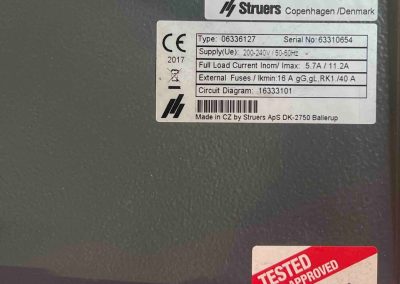 Struers Copenhagen /Denmark
Type: 06336127 Serial No: 63310654
CE
2017
Supply(Ue): 200-240V / 50-60Hz
Full Load Current Inom/ Imax: 5.7A / 11.2A
External Fuses / Ikmin: 16 A gG.gL,RK1 /40 A
Circuit Diagram: 16333101
Made in CZ by Struers ApS DK-2750 Ballerup
TESTED
APPROVED